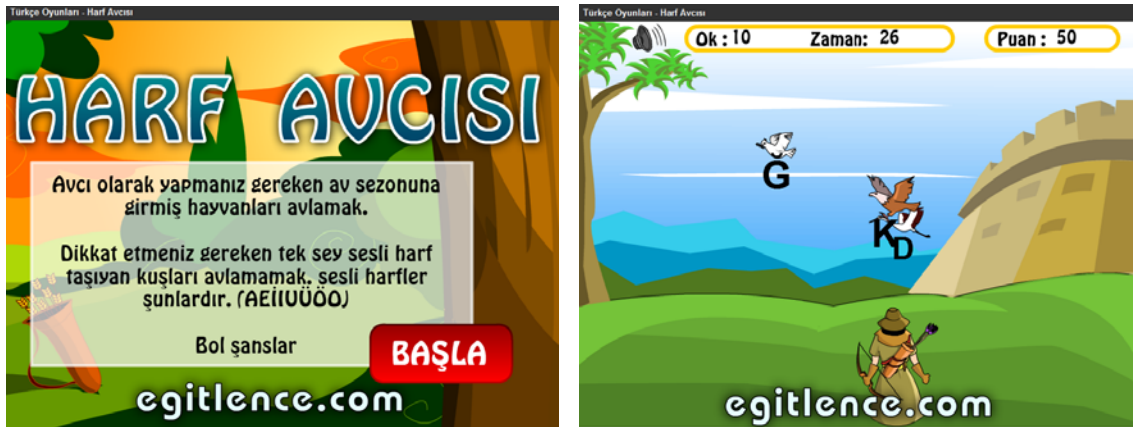 Türkçe Oyunları - Harf Avcısı
HARF AVCISI
Avcı olarak yapmanız gereken av sezonuna
girmiş hayvanları avlamak.
Dikkat etmeniz gereken tek sey sesli harf
taşıyan kuşları avlamamak. sesli harfler
şunlardır. (AEİIUÜÖO)
Bol şanslar
BAŞLA
egitlence.com
Türkçe Oyunları - Harf Avcısı
Ok : 10 Zaman: 26 Puan : 50
G
K
D
egitlence.com